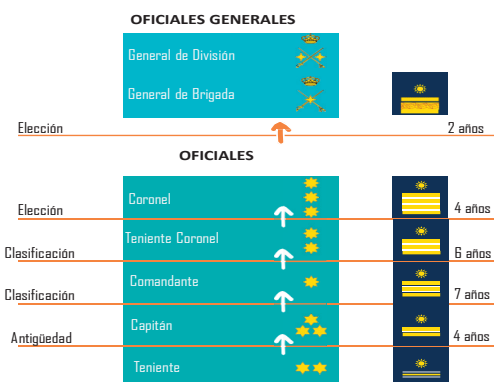 OFICIALES GENERALES
General de División
General de Brigada
Elección
2 años
OFICIALES
Coronel
Elección
4 años
Teniente Coronel
Clasificación
6 años
Comandante
Clasificación
7 años
Capitán
Antigüedad
4 años
Teniente